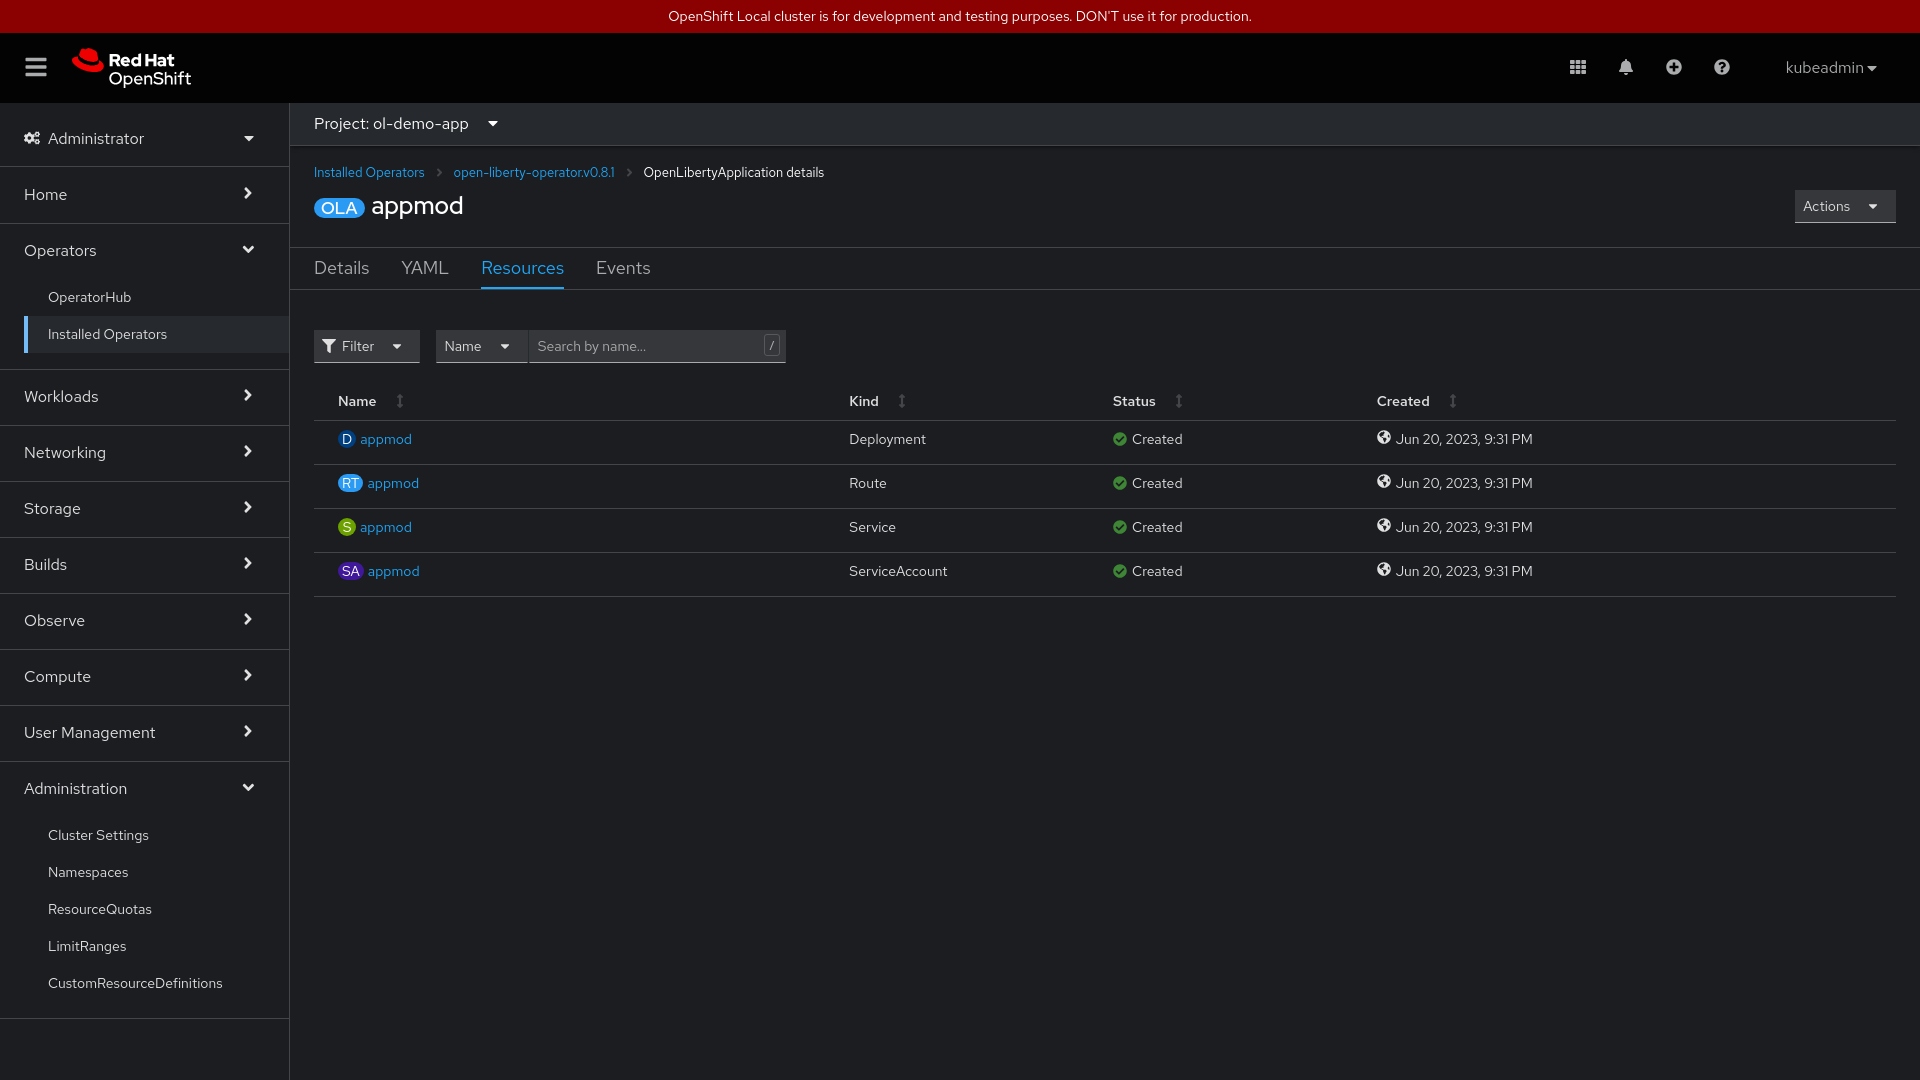 OpenShift Local cluster is for development and testing purposes. DON'T use it for production.
Red Hat
OpenShift
kubeadmin
Administrator
Home
Operators
OperatorHub
Installed Operators
Workloads
Networking
Storage
Builds
Observe
Compute
User Management
Administration
Cluster Settings
Namespaces
ResourceQuotas
LimitRanges
CustomResourceDefinitions
Project: ol-demo-app
Installed Operators > open-liberty-operator.v0.8.1 > OpenLibertyApplication details
OLA appmod
Actions
Details YAML Resources Events
Filter Name Search by name... /
Name Kind Status Created
D appmod Deployment Created Jun 20, 2023, 9:31 PM
RT appmod Route Created Jun 20, 2023, 9:31 PM
S appmod Service Created Jun 20, 2023, 9:31 PM
SA appmod ServiceAccount Created Jun 20, 2023, 9:31 PM